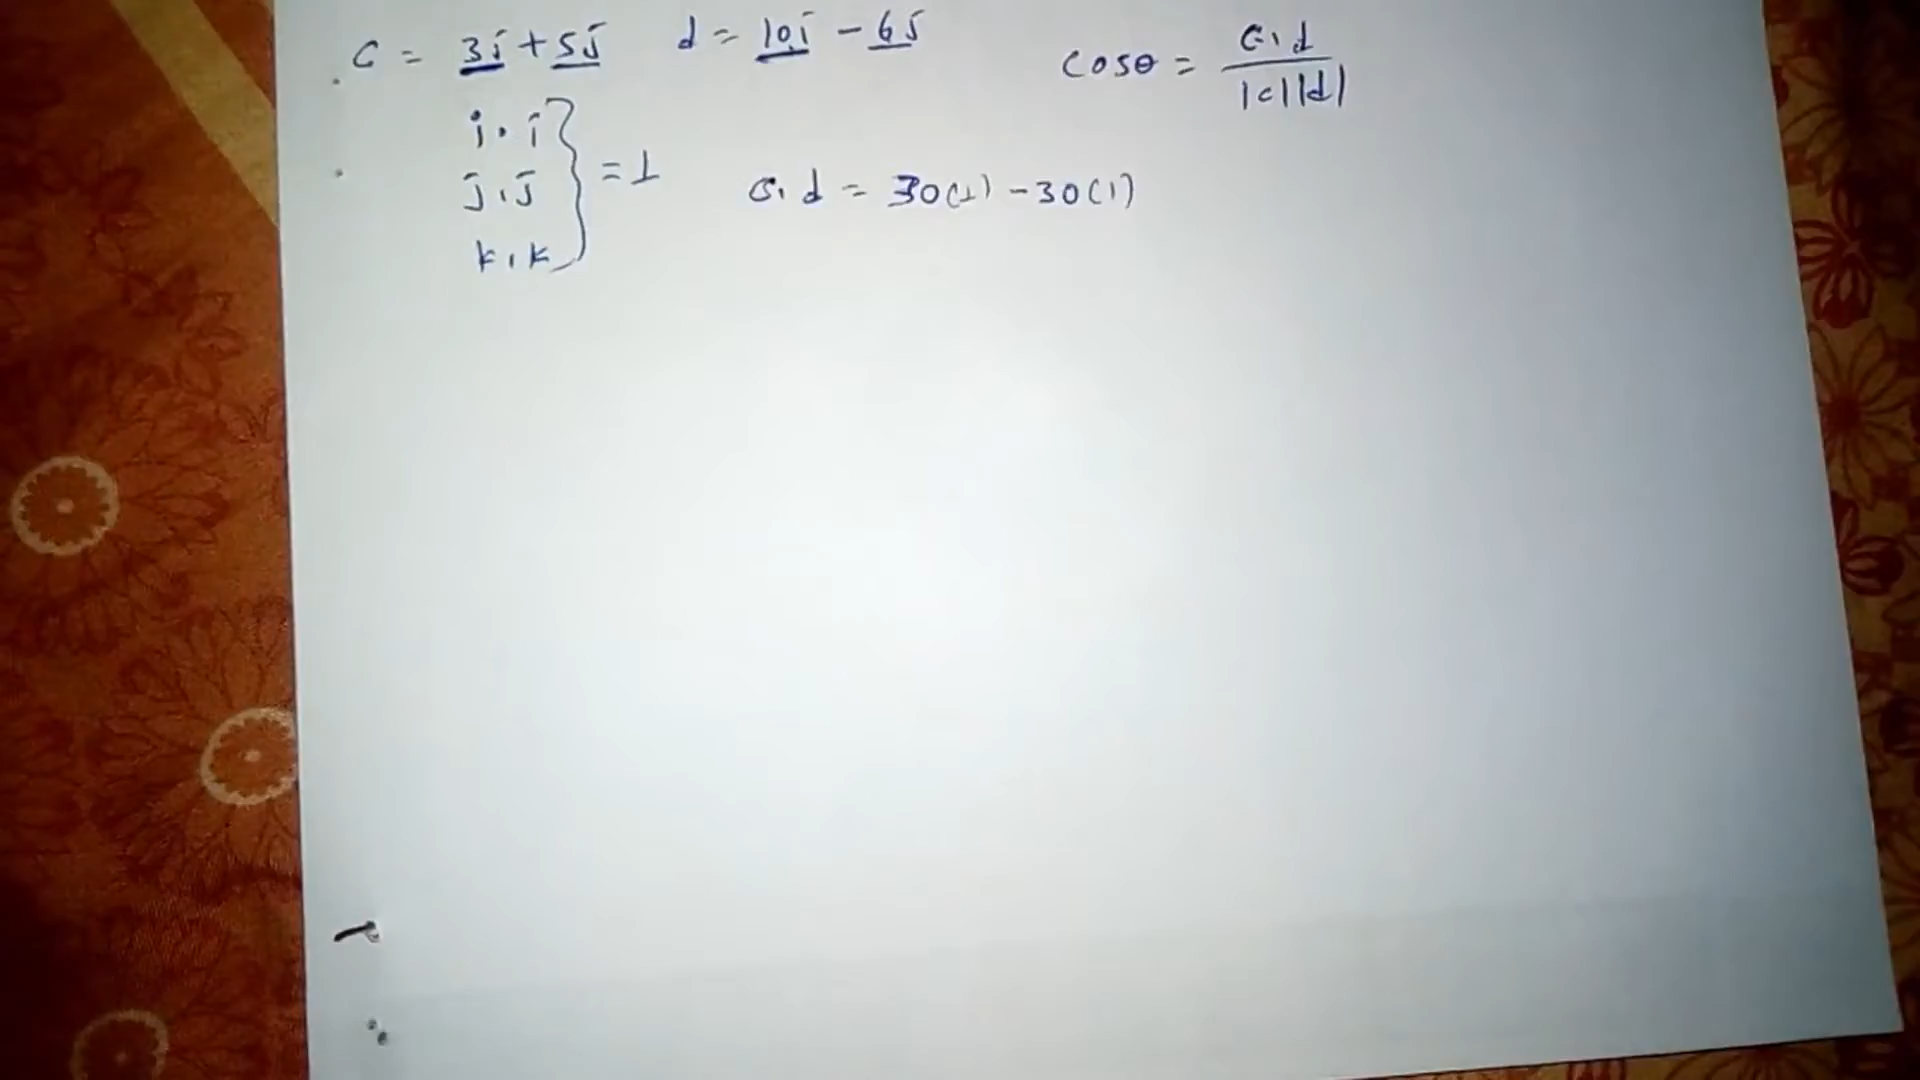 c = 3i + 5j   d = 10i - 6j   cosθ = c.d / |c||d|
i . i
j . j } = 1   c. d = 30(1) - 30(1)
k . k